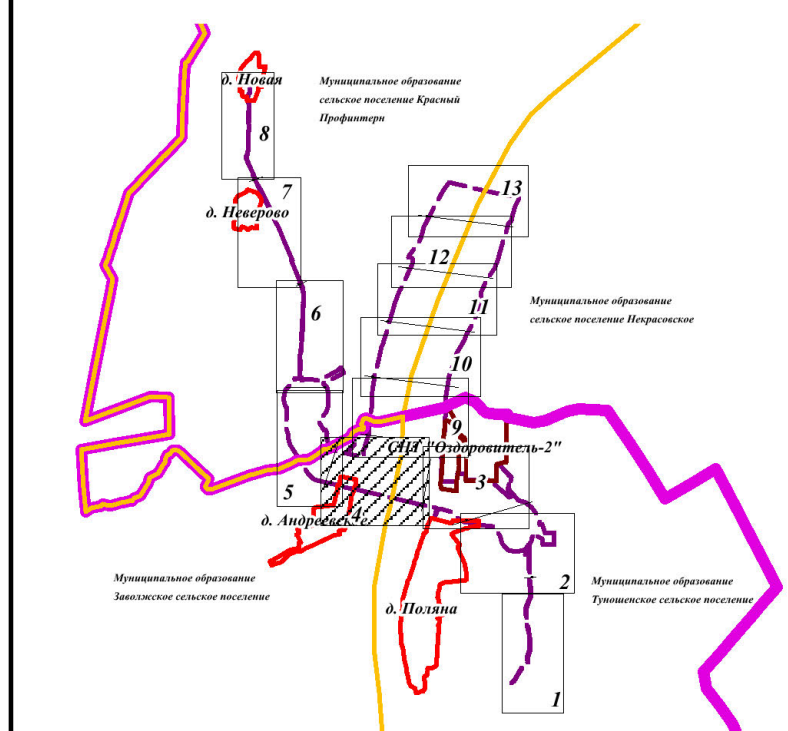 д. Новая
Муниципальное образование
сельское поселение Красный
Профинтерн
8
7
13
д. Неверово
12
Муниципальное образование
сельское поселение Некрасовское
6
11
10
9
СНТ "Оздоровитель-2"
3
5
4
д. Андреевское
Муниципальное образование
Заволжское сельское поселение
2
Муниципальное образование
Туношенское сельское поселение
д. Поляна
1